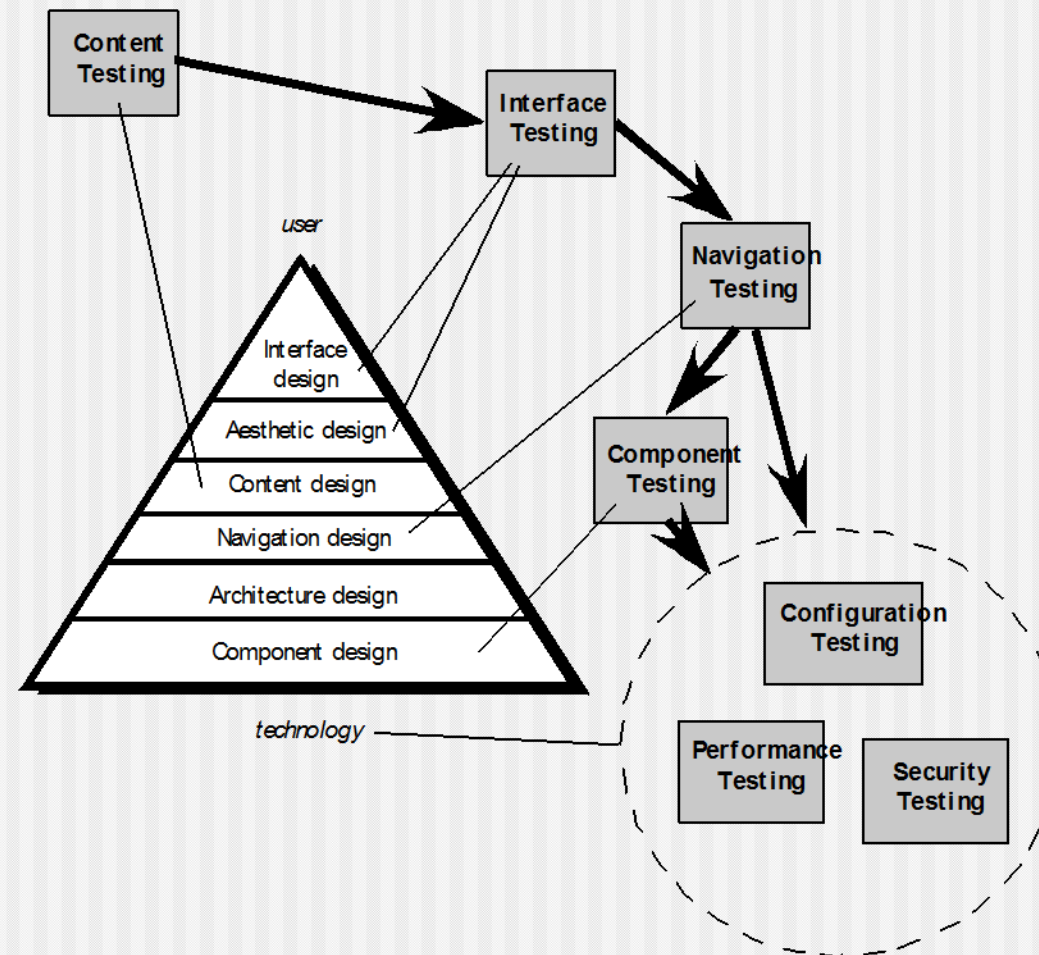 Content
Testing
Interface
Testing
user
Navigation
Testing
Interface
design
Aesthetic design
Component
Testing
Content design
Navigation design
Architecture design
Configuration
Testing
Component design
technology
Performance
Testing
Security
Testing